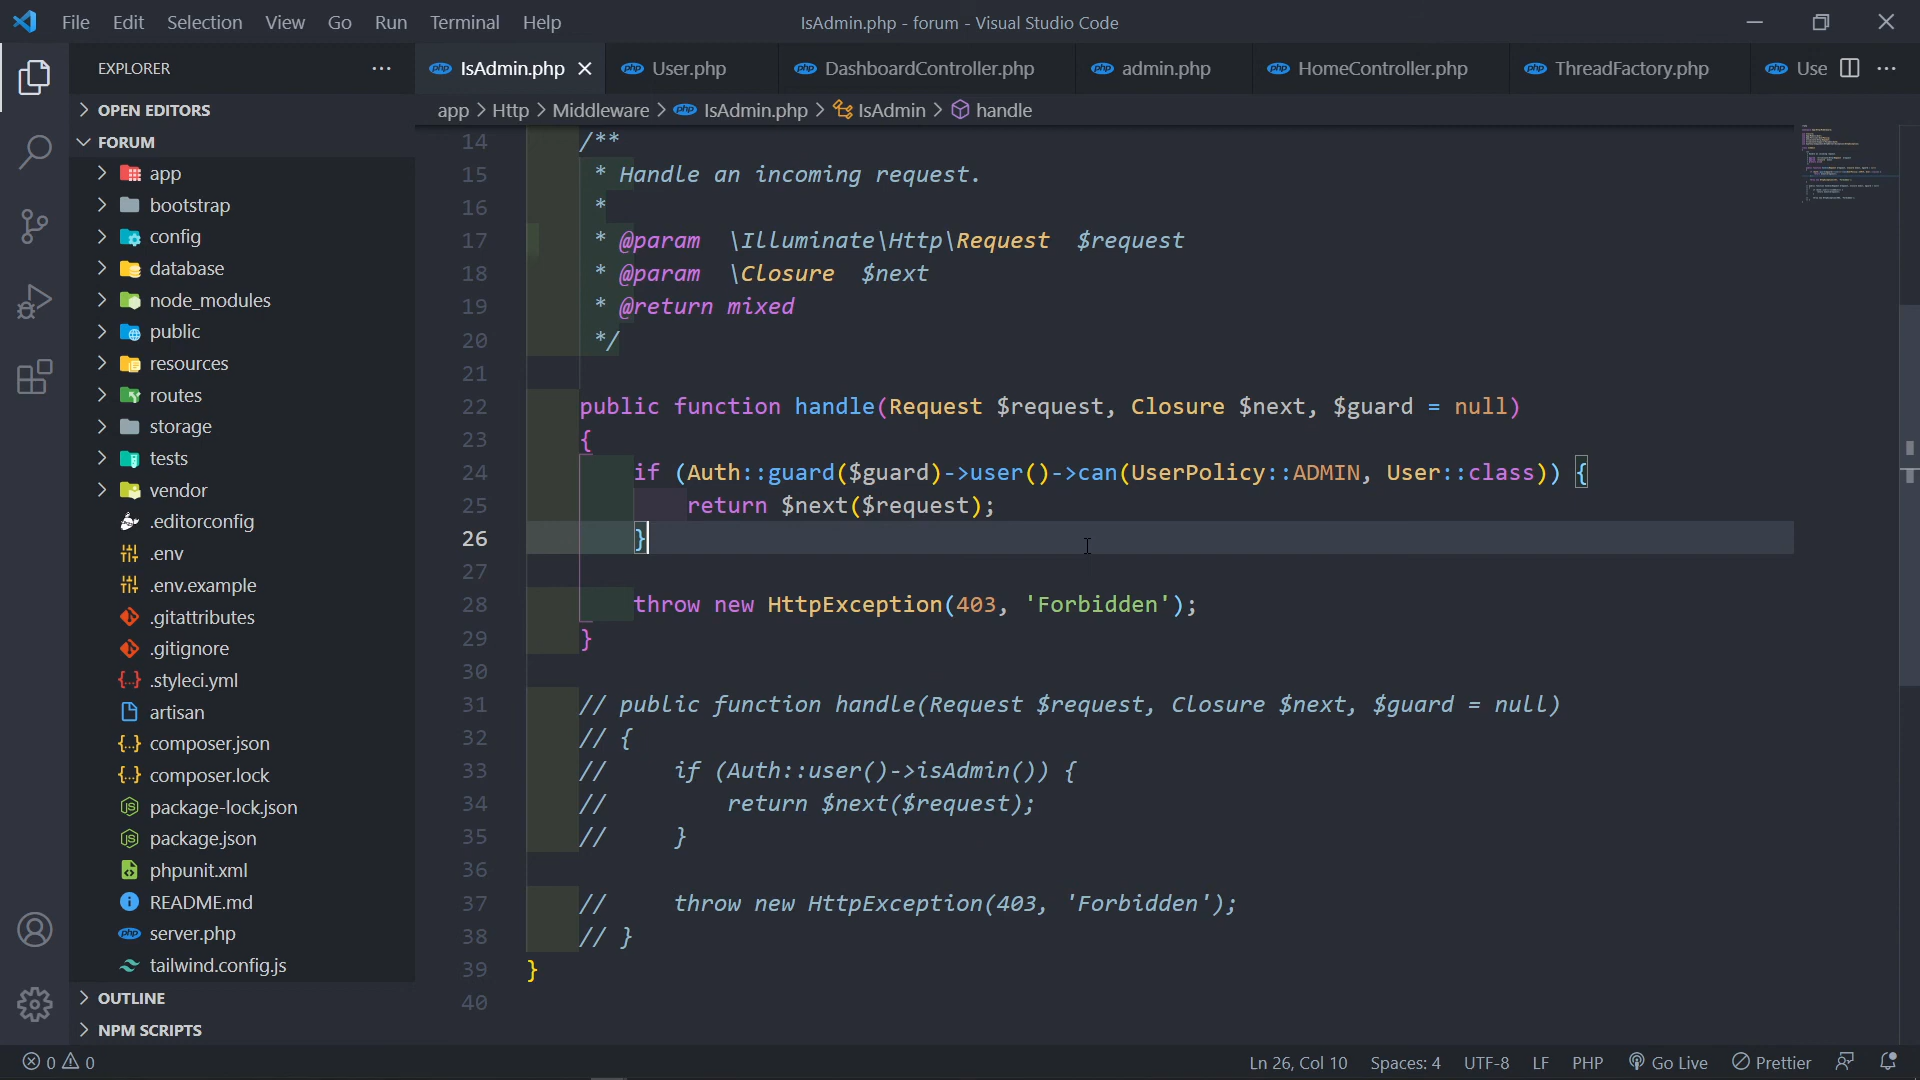 File Edit Selection View Go Run Terminal Help
IsAdmin.php - forum - Visual Studio Code
EXPLORER
OPEN EDITORS
FORUM
app
bootstrap
config
database
node_modules
public
resources
routes
storage
tests
vendor
.editorconfig
.env
.env.example
.gitattributes
.gitignore
.styleci.yml
artisan
composer.json
composer.lock
package-lock.json
package.json
phpunit.xml
README.md
server.php
tailwind.config.js
OUTLINE
NPM SCRIPTS
IsAdmin.php User.php DashboardController.php admin.php HomeController.php ThreadFactory.php Use
app > Http > Middleware > IsAdmin.php > IsAdmin > handle
14 /**
15 * Handle an incoming request.
16 *
17 * @param \Illuminate\Http\Request $request
18 * @param \Closure $next
19 * @return mixed
20 */
21
22 public function handle(Request $request, Closure $next, $guard = null)
23 {
24 if (Auth::guard($guard)->user()->can(UserPolicy::ADMIN, User::class)) {
25 return $next($request);
26 }
27
28 throw new HttpException(403, 'Forbidden');
29 }
30
31 // public function handle(Request $request, Closure $next, $guard = null)
32 // {
33 // if (Auth::user()->isAdmin()) {
34 // return $next($request);
35 // }
36
37 // throw new HttpException(403, 'Forbidden');
38 // }
39 }
40
0 0 Ln 26, Col 10 Spaces: 4 UTF-8 LF PHP Go Live Prettier